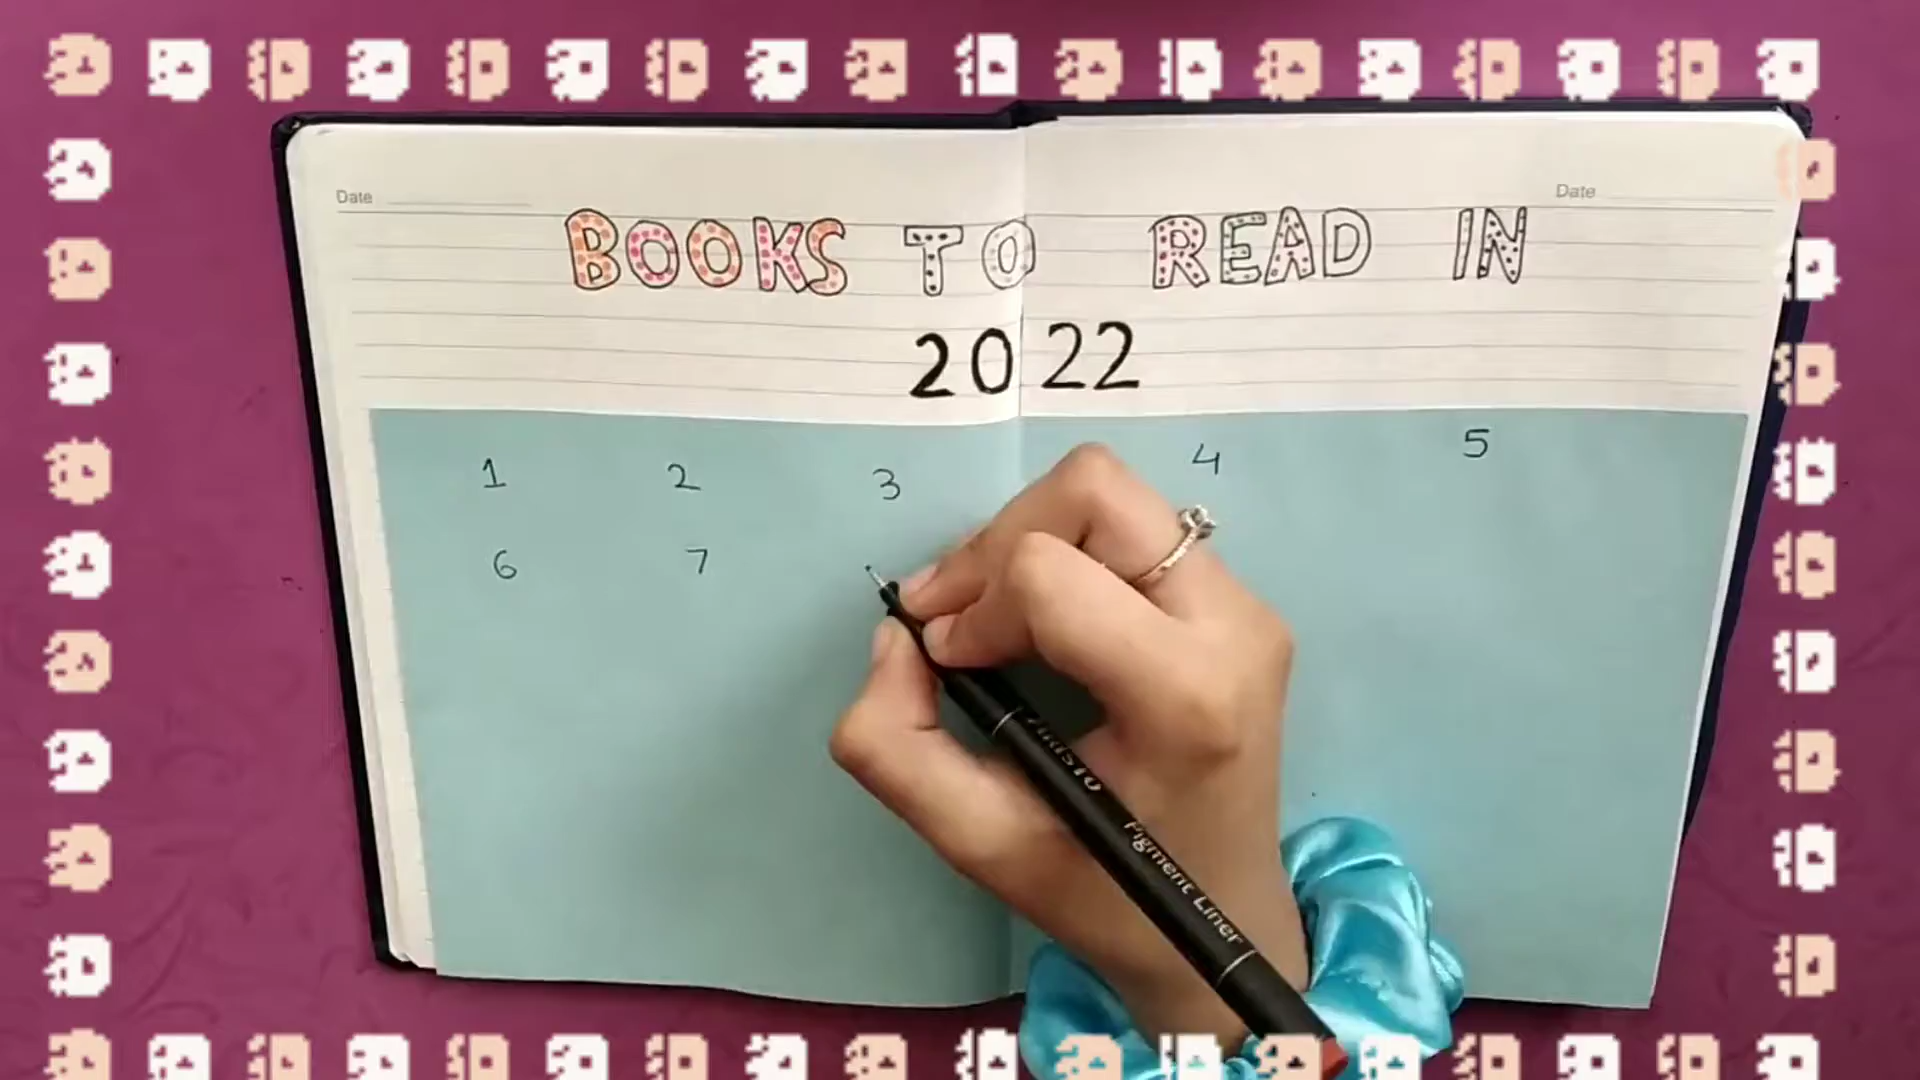 Date Date
BOOKS TO READ IN
2022
1 2 3 4 5
6 7
Pigment Liner